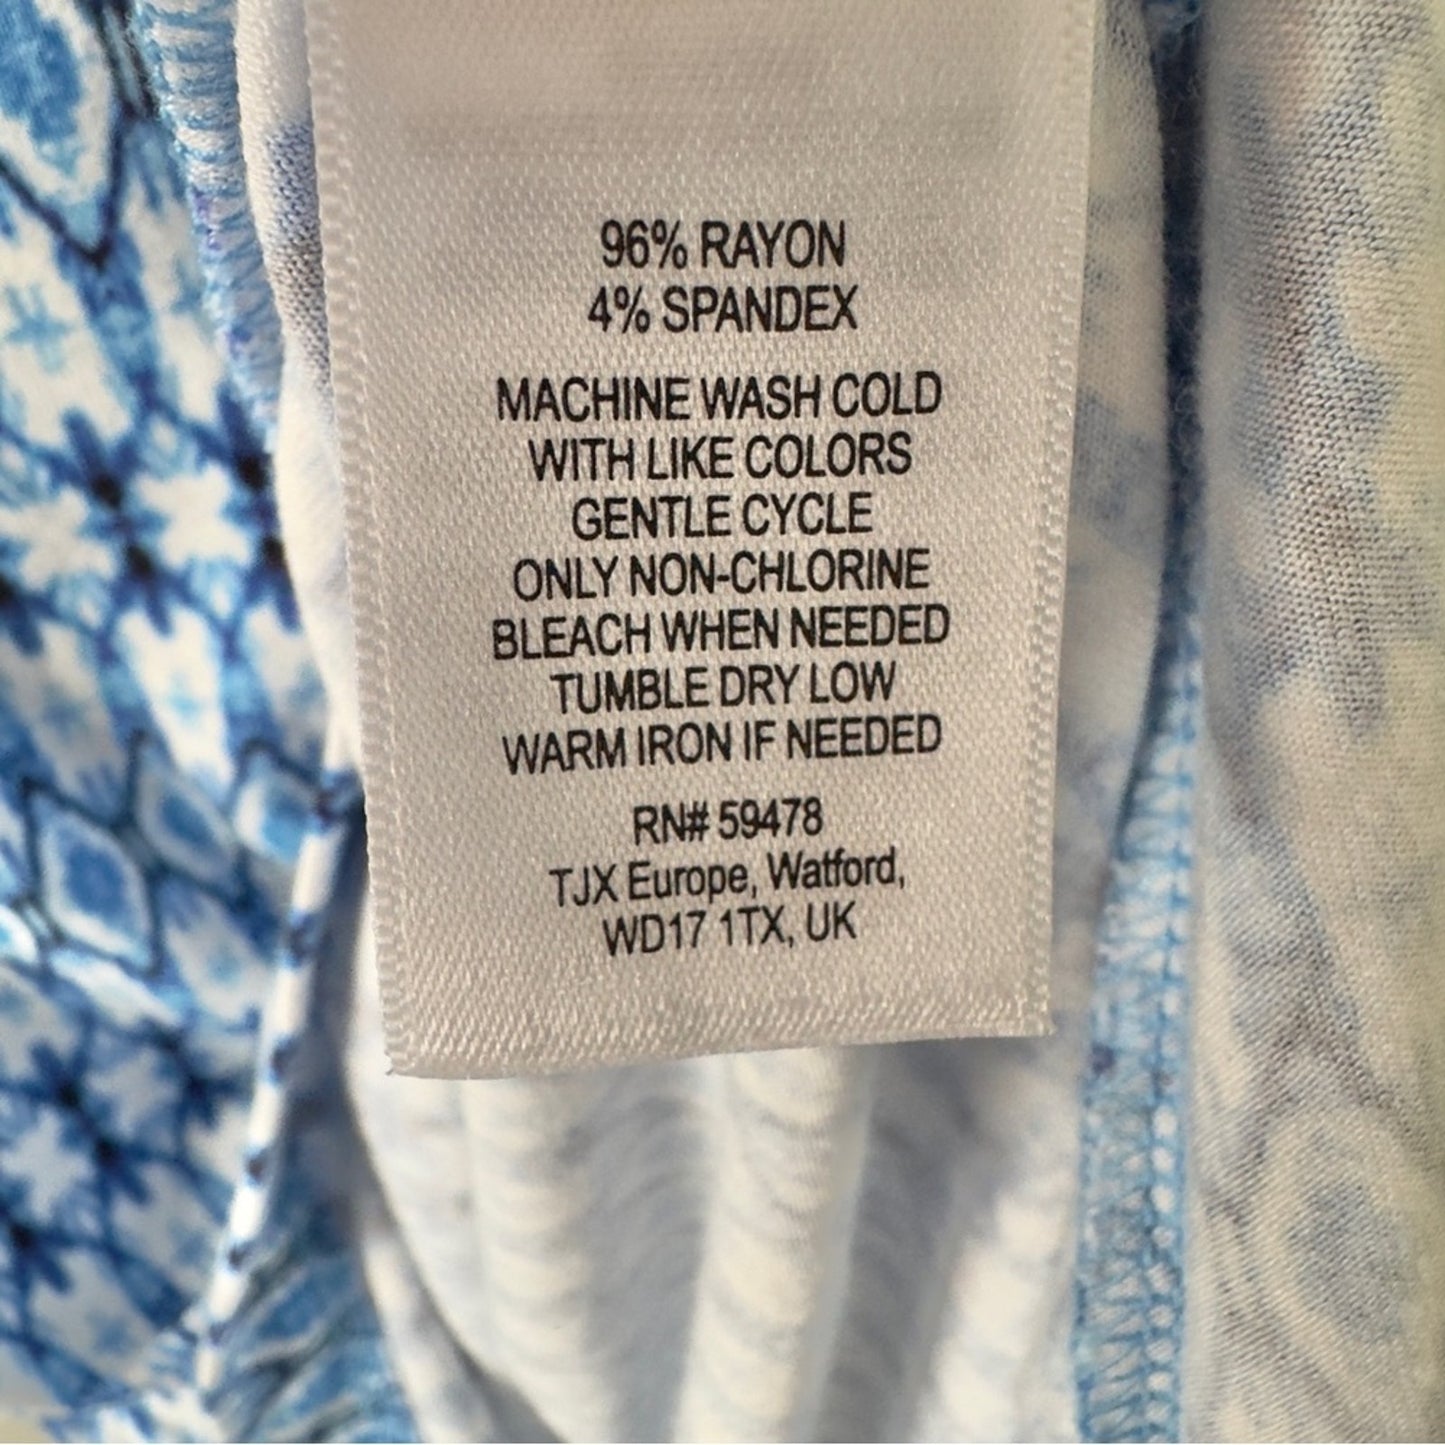 96% RAYON
4% SPANDEX
MACHINE WASH COLD
WITH LIKE COLORS
GENTLE CYCLE
ONLY NON-CHLORINE
BLEACH WHEN NEEDED
TUMBLE DRY LOW
WARM IRON IF NEEDED
RN# 59478
TJX Europe, Watford,
WD17 1TX, UK